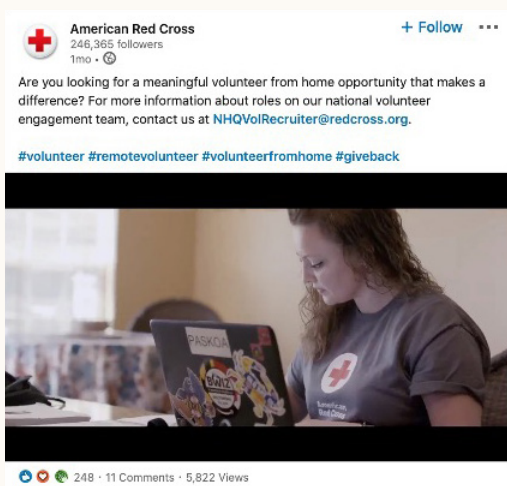 American Red Cross
+ Follow
246,365 followers
1mo •
Are you looking for a meaningful volunteer from home opportunity that makes a
difference? For more information about roles on our national volunteer
engagement team, contact us at NHQVolRecruiter@redcross.org.
#volunteer #remotevolunteer #volunteerfromhome #giveback
PASKOA
BWIZ
American
Red Cross
248 · 11 Comments · 5,822 Views